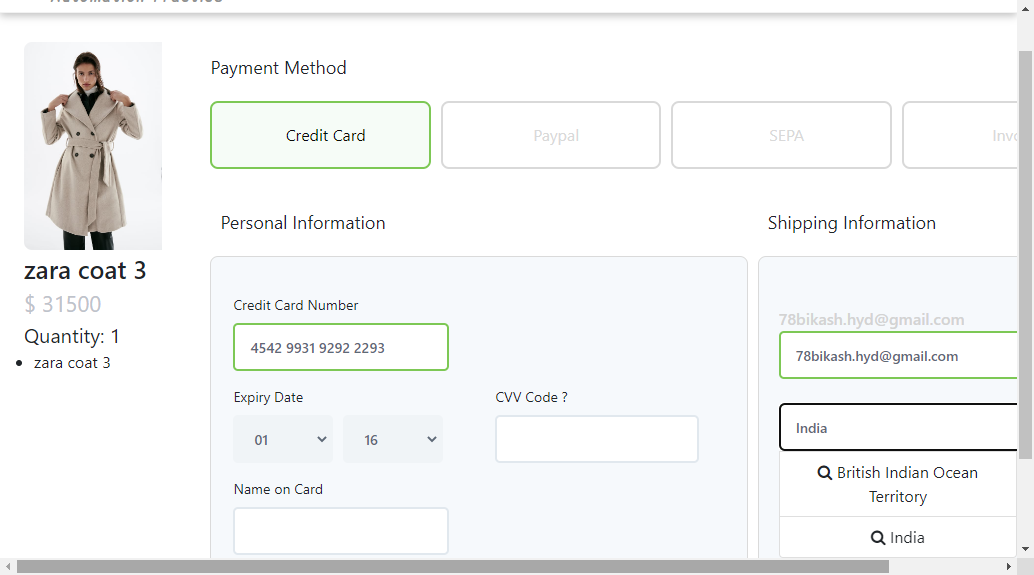 Payment Method
Credit Card
Paypal
SEPA
Personal Information
Shipping Information
zara coat 3
$ 31500
Quantity: 1
zara coat 3
Credit Card Number
4542 9931 9292 2293
Expiry Date
CVV Code ?
01
16
Name on Card
78bikash.hyd@gmail.com
78bikash.hyd@gmail.com
India
British Indian Ocean
Territory
India